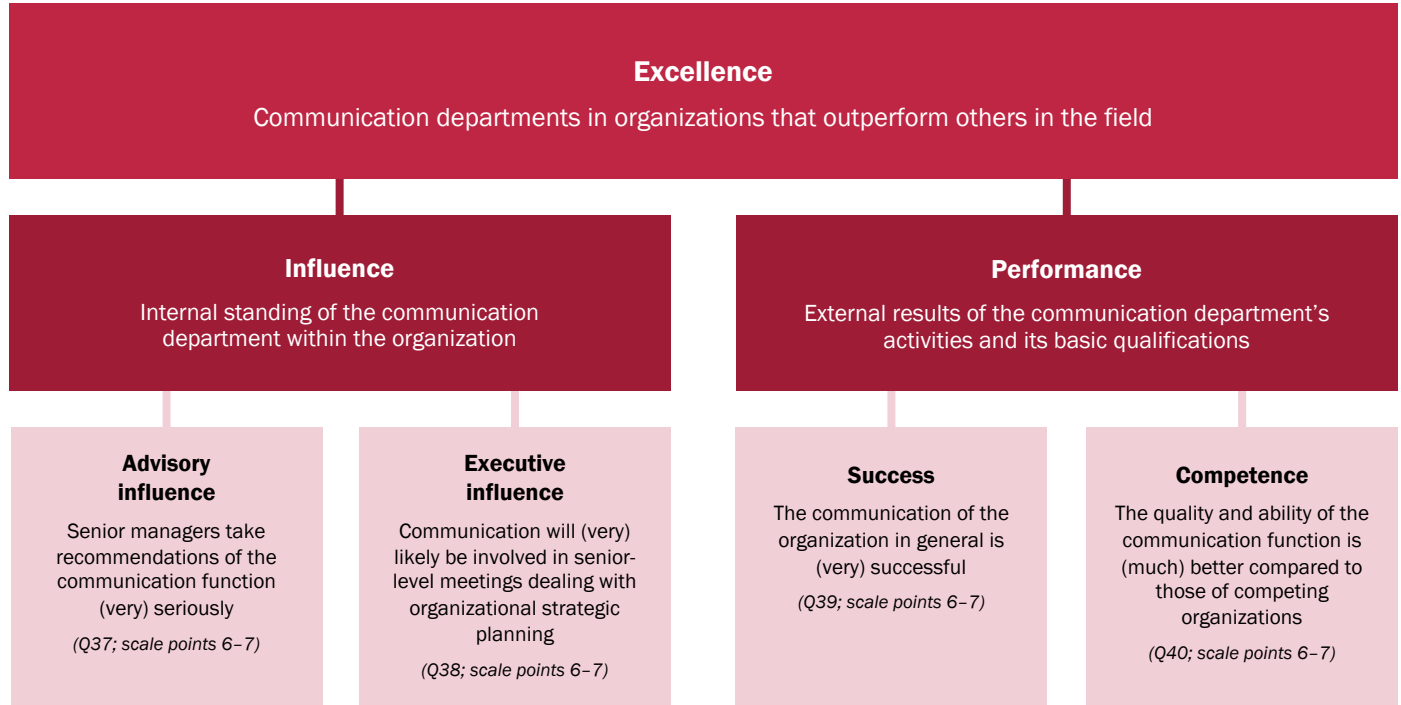 Excellence
Communication departments in organizations that outperform others in the field
Influence
Internal standing of the communication
department within the organization
Performance
External results of the communication department’s
activities and its basic qualifications
Advisory
influence
Senior managers take
recommendations of the
communication function
(very) seriously
(Q37; scale points 6–7)
Executive
influence
Communication will (very)
likely be involved in senior-
level meetings dealing with
organizational strategic
planning
(Q38; scale points 6–7)
Success
The communication of the
organization in general is
(very) successful
(Q39; scale points 6–7)
Competence
The quality and ability of the
communication function is
(much) better compared to
those of competing
organizations
(Q40; scale points 6–7)